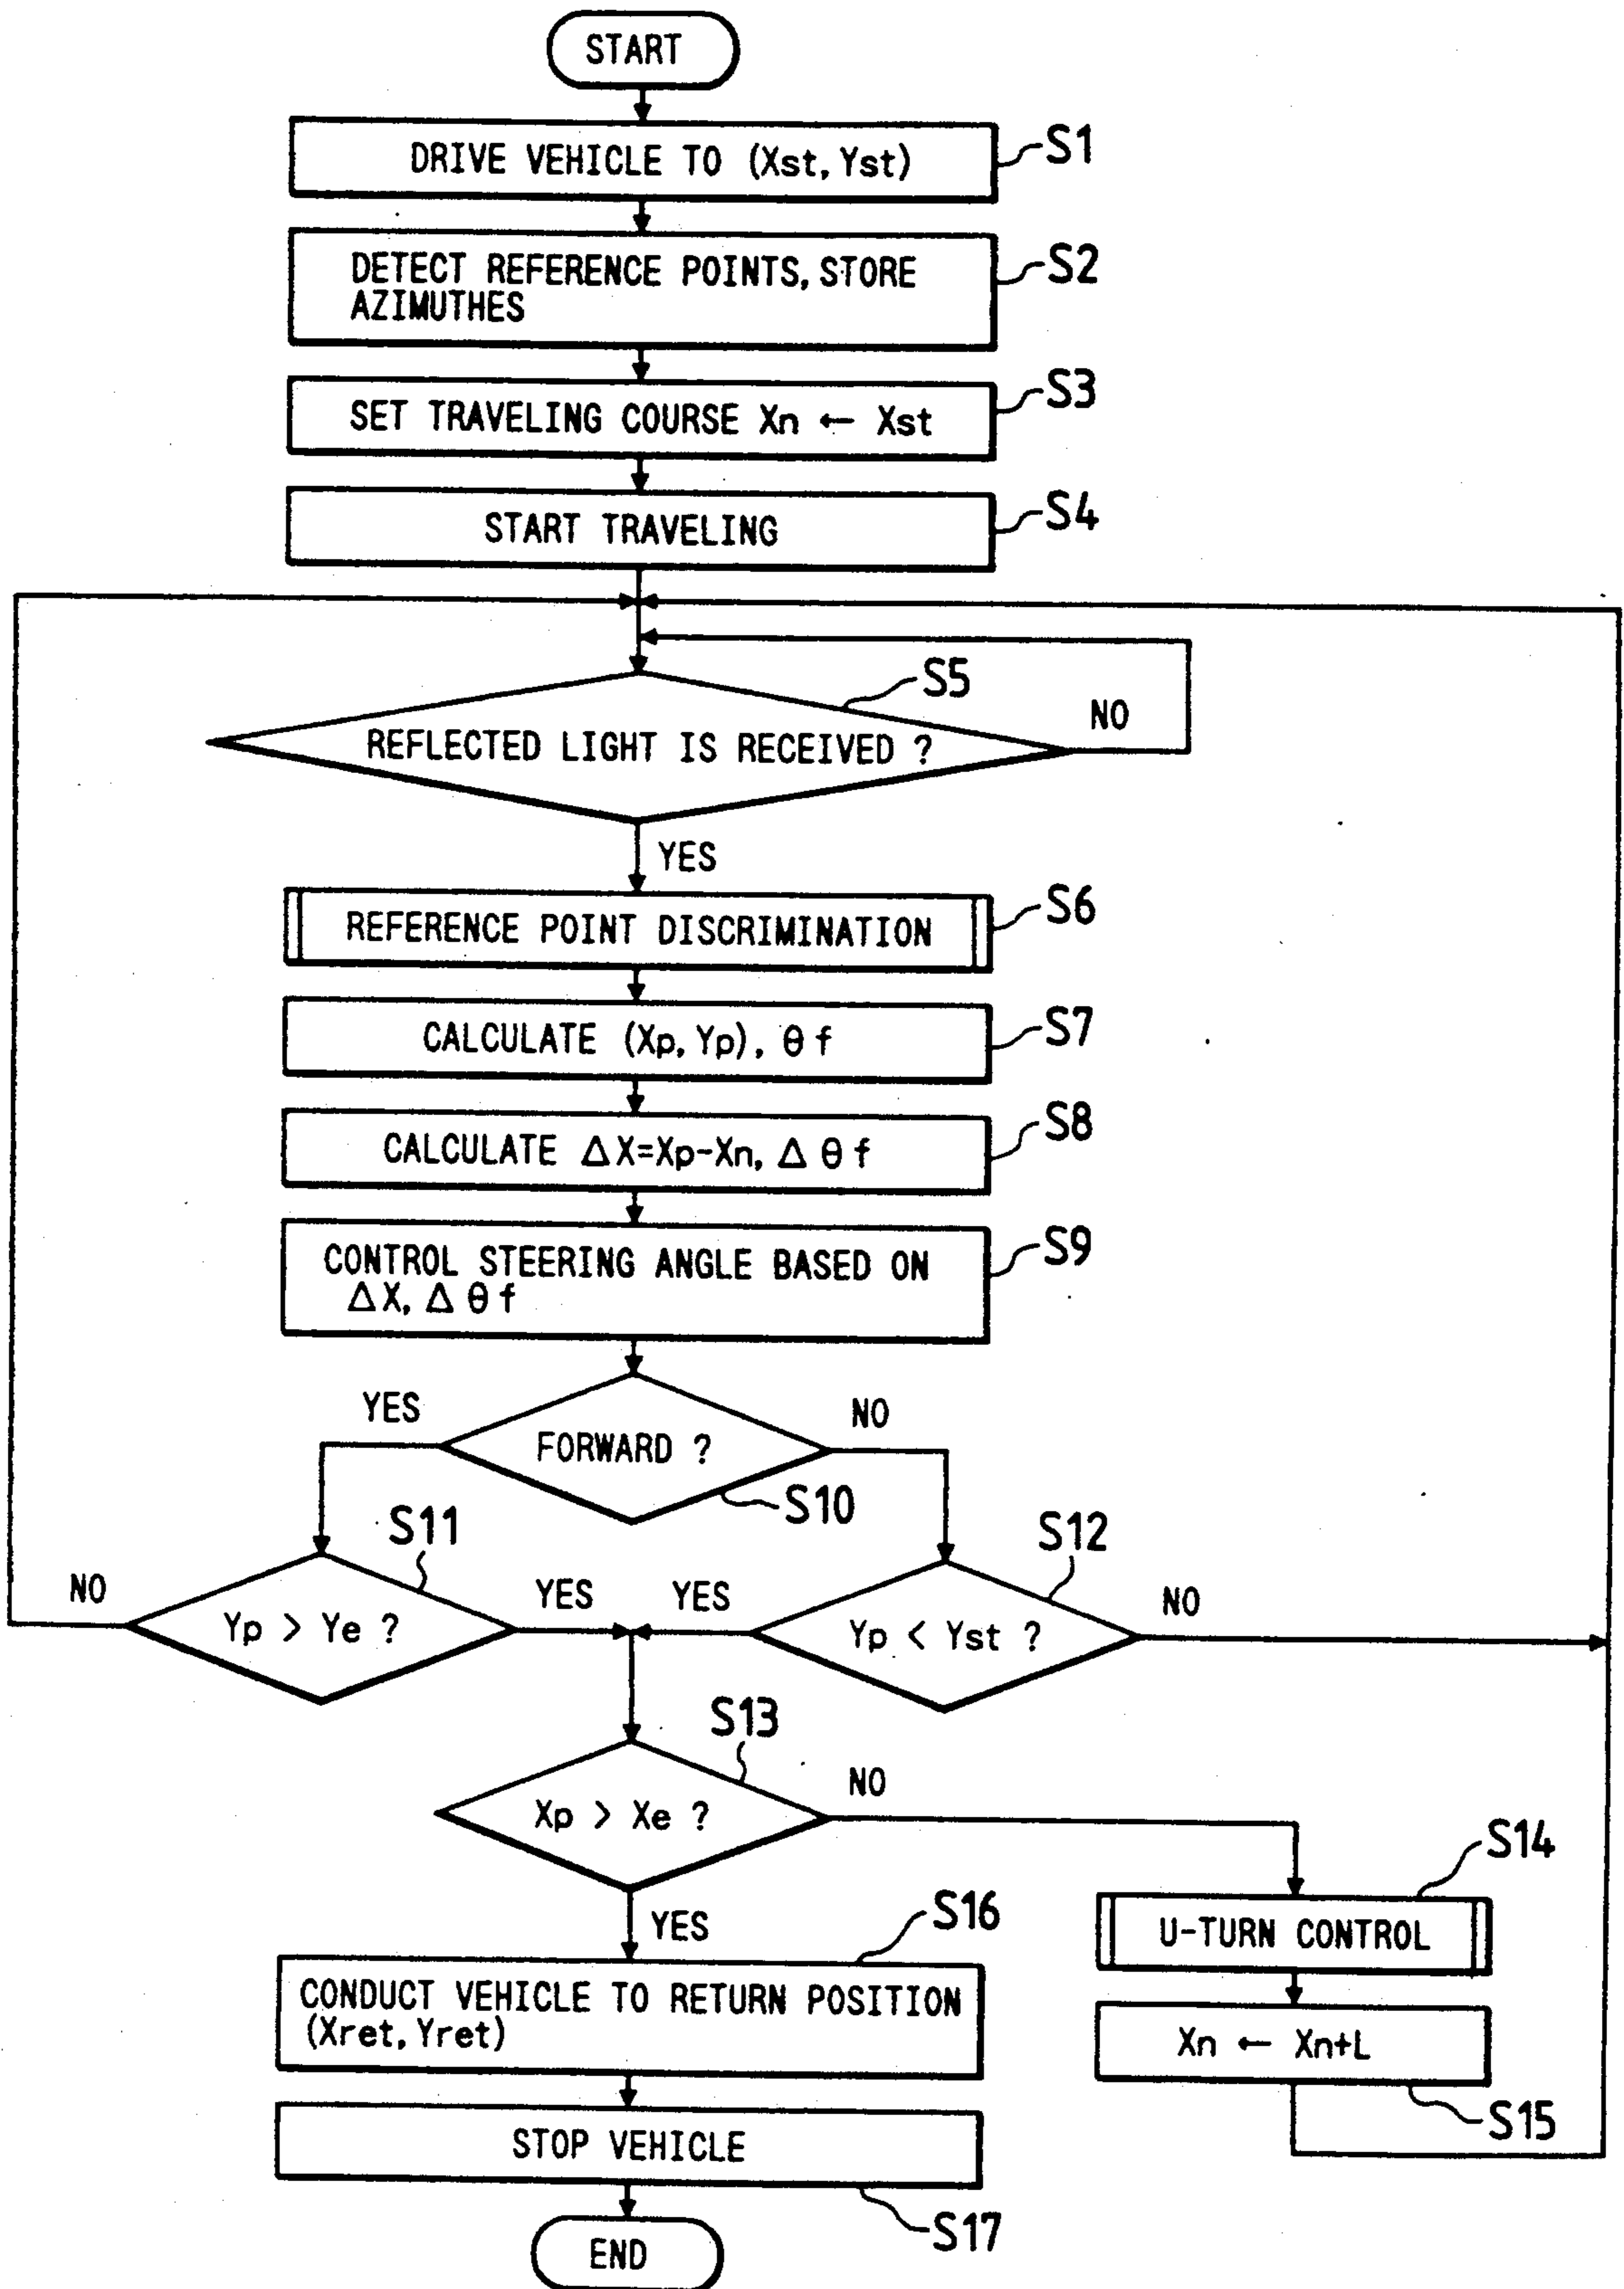 START
DRIVE VEHICLE TO (Xst, Yst)
S1
DETECT REFERENCE POINTS, STORE
AZIMUTHES
S2
SET TRAVELING COURSE Xn ← Xst
S3
START TRAVELING
S4
S5
REFLECTED LIGHT IS RECEIVED ?
NO
YES
REFERENCE POINT DISCRIMINATION
S6
CALCULATE (Xp, Yp), θf
S7
CALCULATE ΔX=Xp-Xn, Δθf
S8
CONTROL STEERING ANGLE BASED ON
ΔX, Δθf
S9
YES
FORWARD ?
NO
S10
S11
S12
NO
Yp > Ye ?
YES
YES
Yp < Yst ?
NO
S13
Xp > Xe ?
NO
S14
YES
U-TURN CONTROL
S16
CONDUCT VEHICLE TO RETURN POSITION
(Xret, Yret)
Xn ← Xn+L
S15
STOP VEHICLE
S17
END